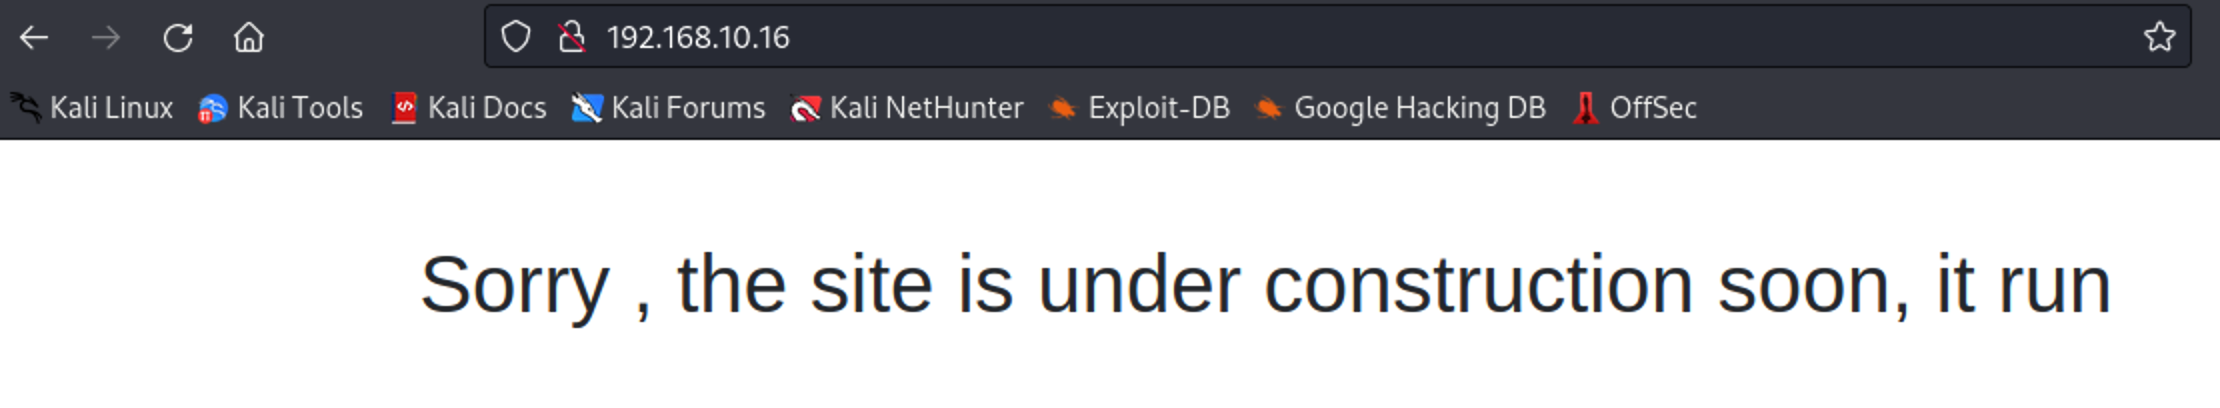 192.168.10.16
Kali Linux Kali Tools Kali Docs Kali Forums Kali NetHunter Exploit-DB Google Hacking DB OffSec
Sorry , the site is under construction soon, it run